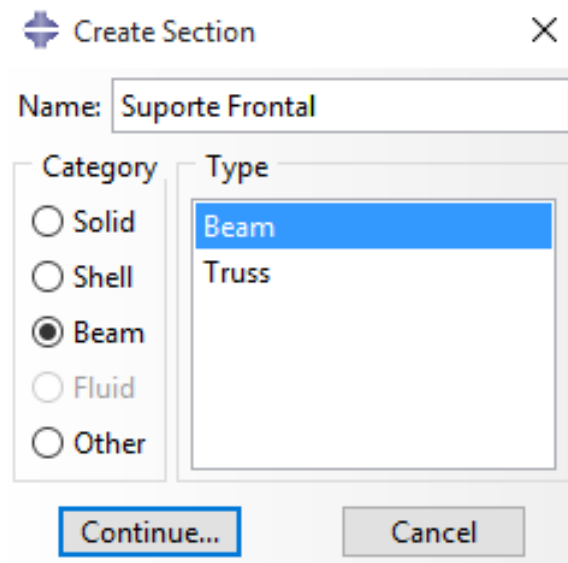 Create Section
Name: Suporte Frontal
Category
Type
Solid
Shell
Beam
Fluid
Other
Beam
Truss
Continue...
Cancel